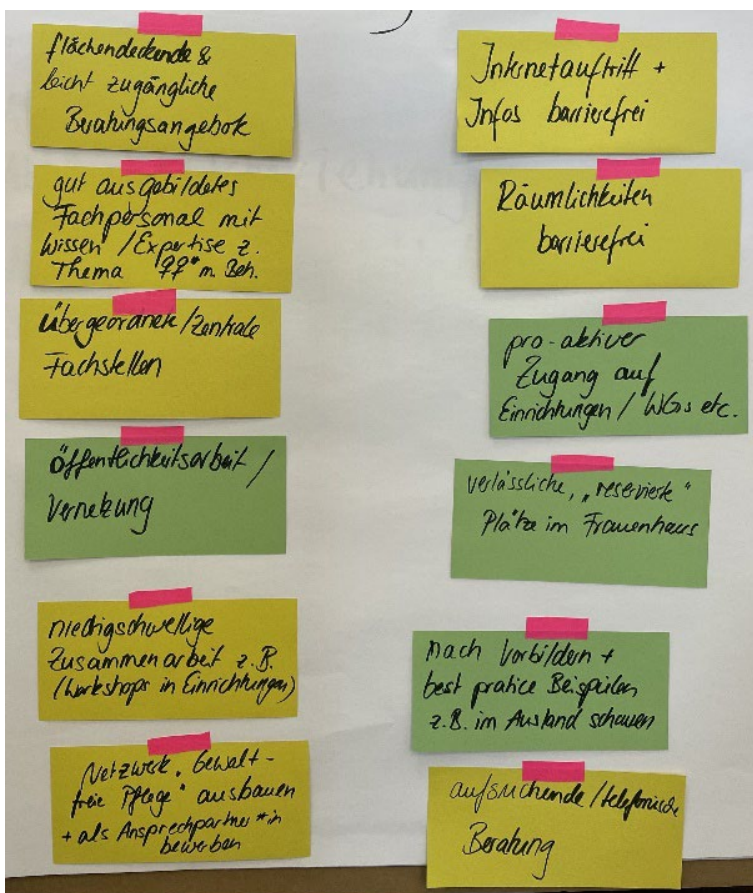 flächendeckende &
leicht zugängliche
Beratungsangebote
gut ausgebildetes
Fachpersonal mit
Wissen / Expertise z.
Thema ♀♀* m. Beh.
übergeordnete / zentrale
Fachstellen
öffentlichkeitsarbeit /
Vernetzung
niedrigschwellige
Zusammenarbeit z.B.
(Workshops in Einrichtungen)
Netzwerk „Gewalt-
freie Pflege" ausbauen
+ als Ansprechpartner*in
bewerben
Internetauftritt +
Infos barrierefrei
Räumlichkeiten
barrierefrei
pro-aktiver
Zugang auf
Einrichtungen / WGs etc.
verlässliche, „reservierte"
Plätze im Frauenhaus
nach Vorbildern +
best pratice Beispielen
z.B. im Ausland schauen
aufsuchende / telefonische
Beratung